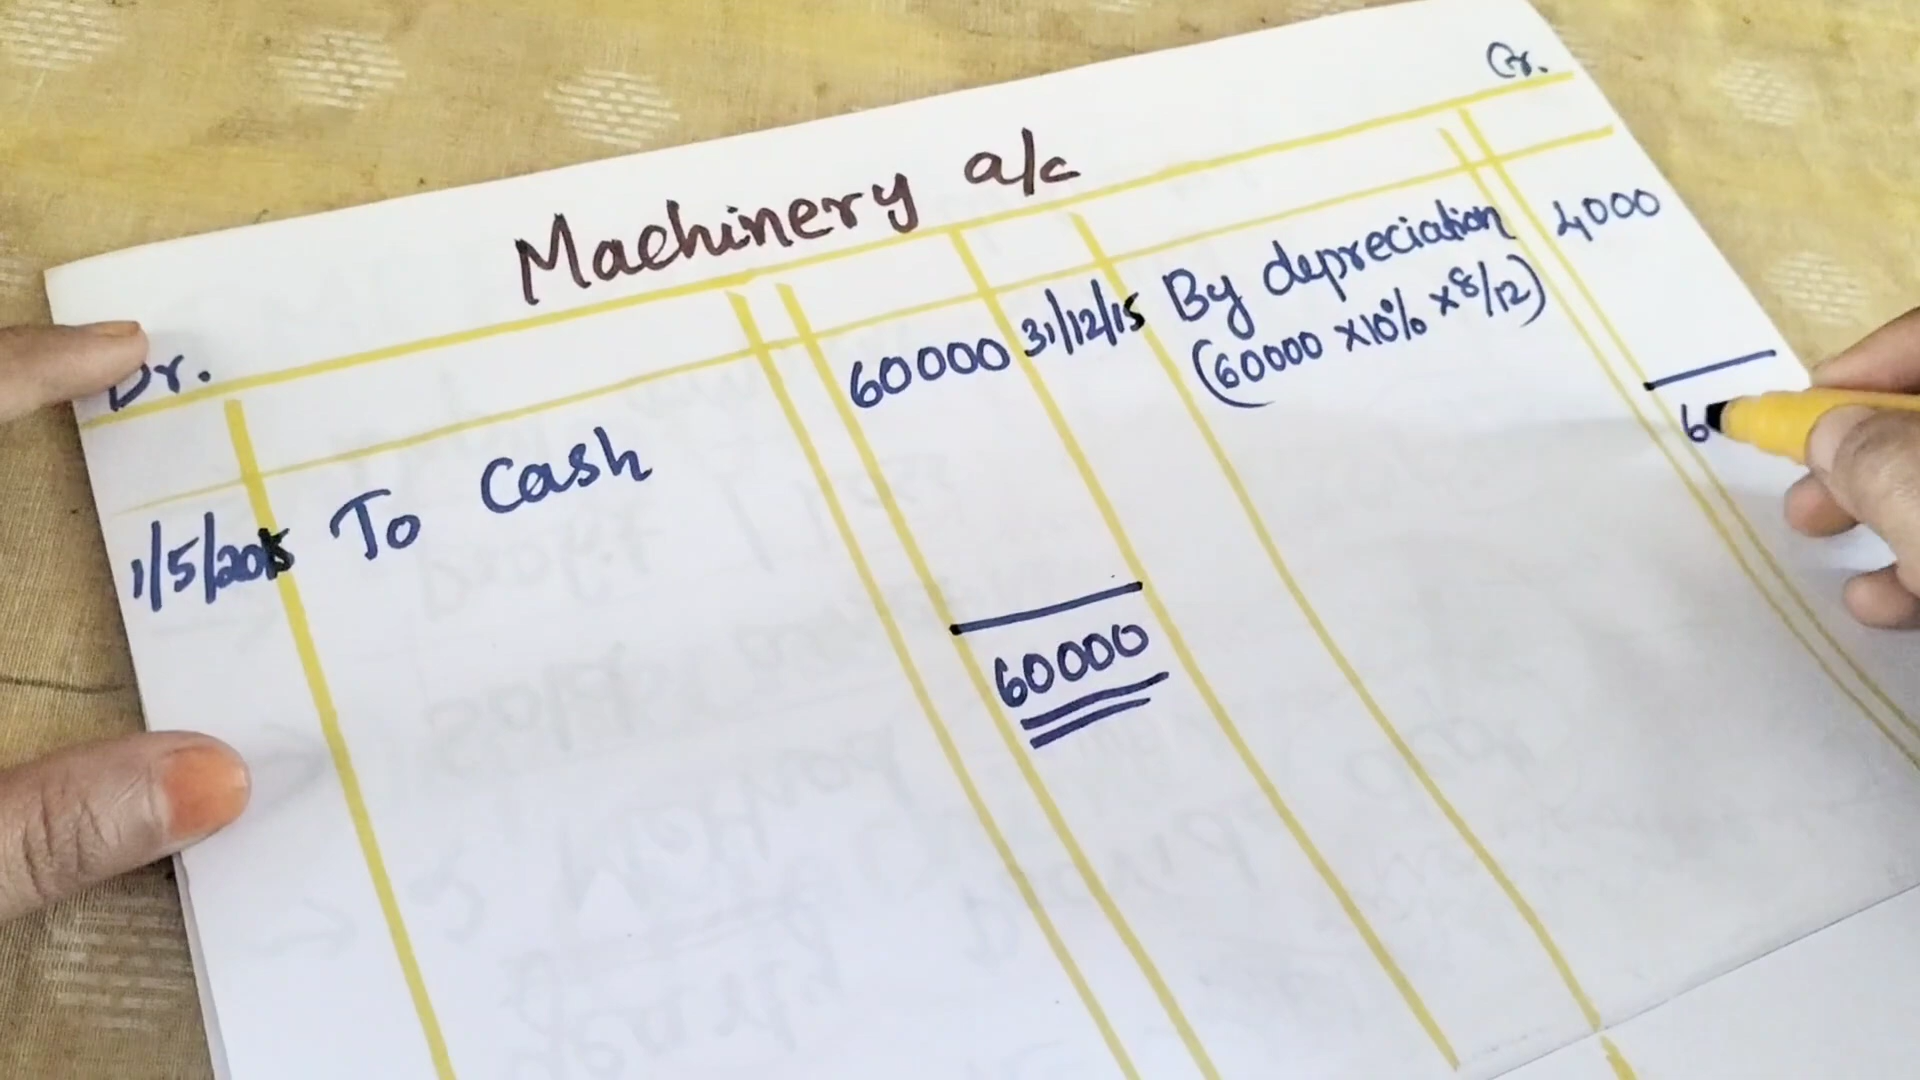 Cr.
Machinery a/c
Dr.
1/5/2015 To Cash 60000 31/12/15 By depreciation 4000
(60000 x10% x8/12)
60000 6